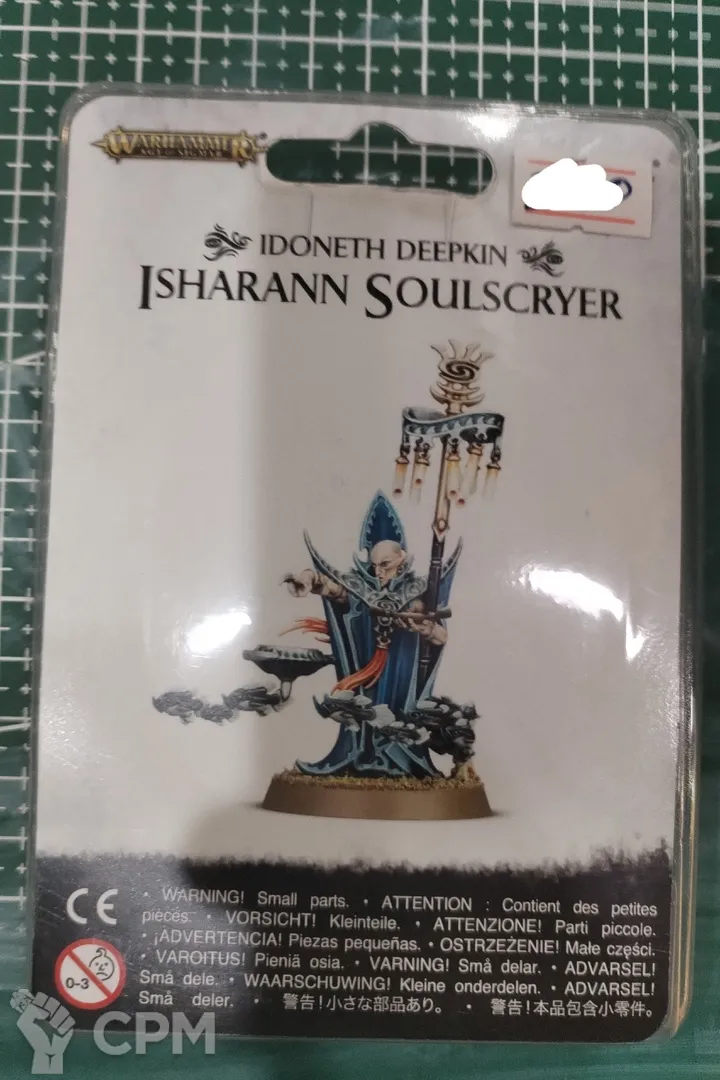 WARHAMMER
AGE OF SIGMAR
IDONETH DEEPKIN
ISHARANN SOULSCRYER
CE • WARNING! Small parts. • ATTENTION : Contient des petites
pièces. • VORSICHT! Kleinteile. • ATTENZIONE! Parti piccole.
• ¡ADVERTENCIA! Piezas pequeñas. • OSTRZEŻENIE! Małe części.
• VAROITUS! Pieniä osia. • VARNING! Små delar. • ADVARSEL!
0-3 Små dele. • WAARSCHUWING! Kleine onderdelen. • ADVARSEL!
Små deler. • 警告!小さな部品あり。 • 警告!本品包含小零件。
CPM